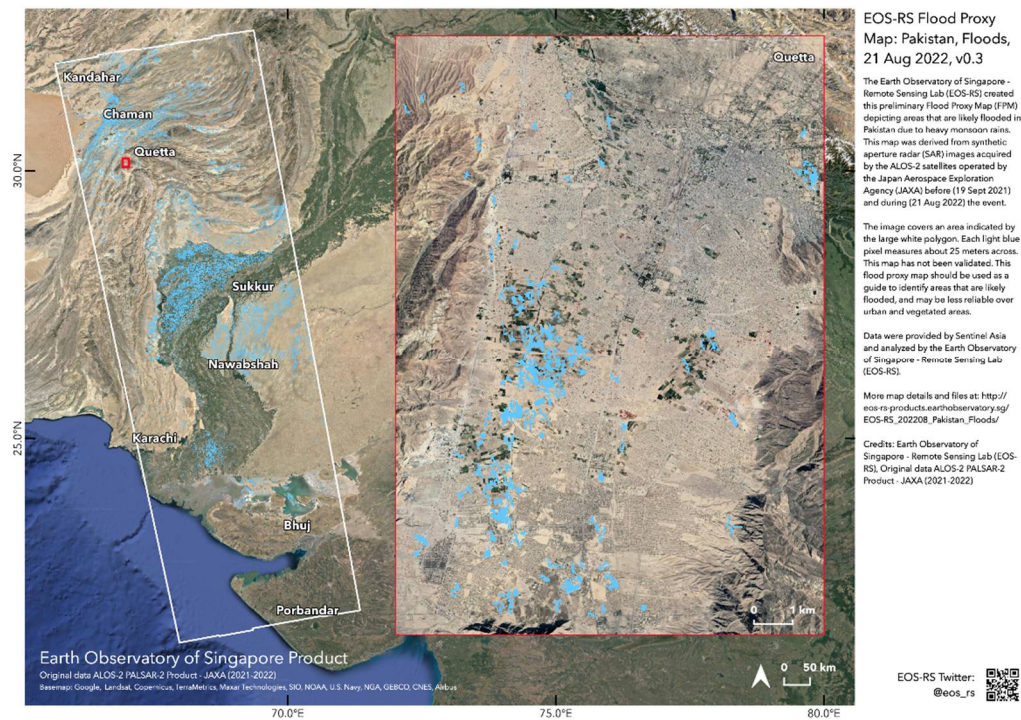 EOS-RS Flood Proxy
Map: Pakistan, Floods,
21 Aug 2022, v0.3
The Earth Observatory of Singapore -
Remote Sensing Lab (EOS-RS) created
this preliminary Flood Proxy Map (FPM)
depicting areas that are likely flooded in
Pakistan due to heavy monsoon rains.
This map was derived from synthetic
aperture radar (SAR) images acquired
by the ALOS-2 satellites operated by
the Japan Aerospace Exploration
Agency (JAXA) before (19 Sept 2021)
and during (21 Aug 2022) the event.
The image covers an area indicated by
the large white polygon. Each light blue
pixel measures about 25 meters across.
This map has not been validated. This
flood proxy map should be used as a
guide to identify areas that are likely
flooded, and may be less reliable over
urban and vegetated areas.
Data were provided by Sentinel Asia
and analyzed by the Earth Observatory
of Singapore - Remote Sensing Lab
(EOS-RS).
More map details and files at: http://
eos-rs-products.earthobservatory.sg/
EOS-RS_202208_Pakistan_Floods/
Credits: Earth Observatory of
Singapore - Remote Sensing Lab (EOS-
RS), Original data ALOS-2 PALSAR-2
Product - JAXA (2021-2022)
EOS-RS Twitter:
@eos_rs
Kandahar
Chaman
Quetta
Sukkur
Nawabshah
Karachi
Bhuj
Porbandar
Quetta
0 1 km
0 50 km
30.0°N
25.0°N
70.0°E
75.0°E
80.0°E
Earth Observatory of Singapore Product
Original data ALOS-2 PALSAR-2 Product - JAXA (2021-2022)
Basemap: Google, Landsat, Copernicus, TerraMetrics, Maxar Technologies, SIO, NOAA, U.S. Navy, NGA, GEBCO, CNES, Airbus